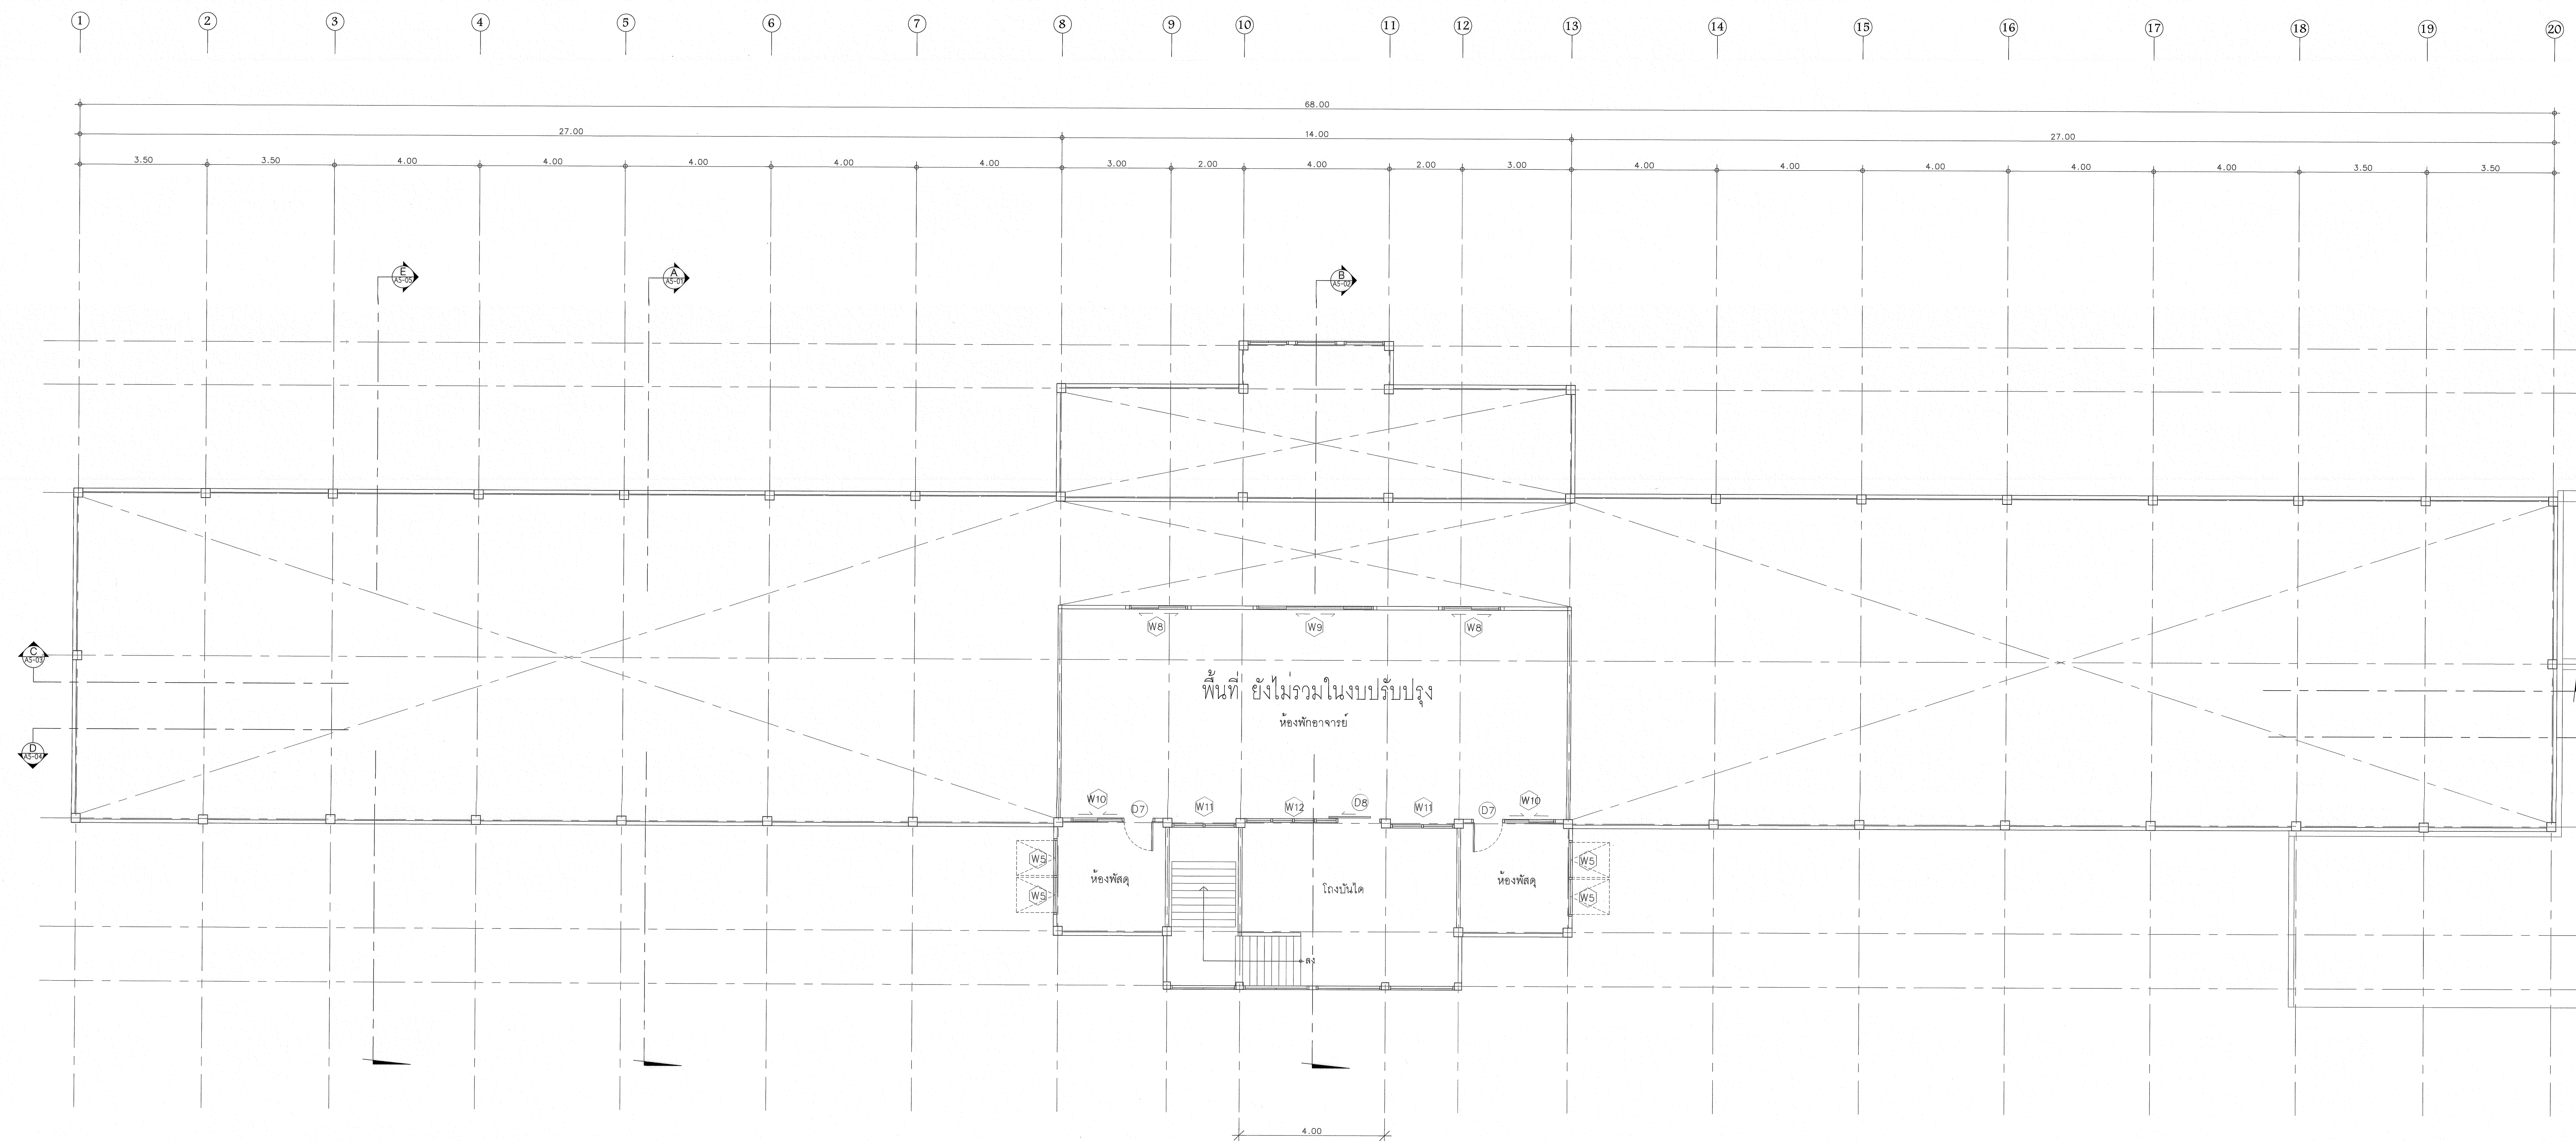 1 2 3 4 5 6 7 8 9 10 11 12 13 14 15 16 17 18 19 20
68.00
27.00 14.00 27.00
3.50 3.50 4.00 4.00 4.00 4.00 4.00 3.00 2.00 4.00 2.00 3.00 4.00 4.00 4.00 4.00 4.00 3.50 3.50
E A B
A5-05 A5-01 A5-02
W8 W9 W8
C
A5-03
พื้นที่ ยังไม่รวมในงบปรับปรุง
ห้องพักอาจารย์
D
A5-04
W10 D7 W11 W12 D8 W11 D7 W10
W5 W5
ห้องพัสดุ โถงบันได ห้องพัสดุ
W5 W5
ลง
4.00